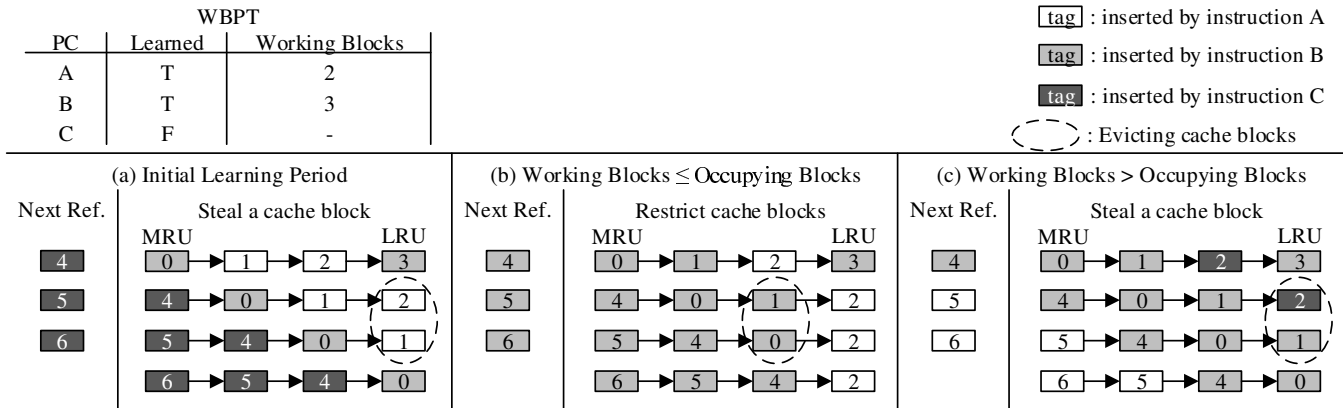 WBPT
PC Learned Working Blocks
A T 2
B T 3
C F -
tag : inserted by instruction A
tag : inserted by instruction B
tag : inserted by instruction C
: Evicting cache blocks
(a) Initial Learning Period
Next Ref. Steal a cache block
MRU LRU
4 0 1 2 3
5 4 0 1 2
6 5 4 0 1
6 5 4 0
(b) Working Blocks ≤ Occupying Blocks
Next Ref. Restrict cache blocks
MRU LRU
4 0 1 2 3
5 4 0 1 2
6 5 4 0 2
6 5 4 2
(c) Working Blocks > Occupying Blocks
Next Ref. Steal a cache block
MRU LRU
4 0 1 2 3
5 4 0 1 2
6 5 4 0 1
6 5 4 0